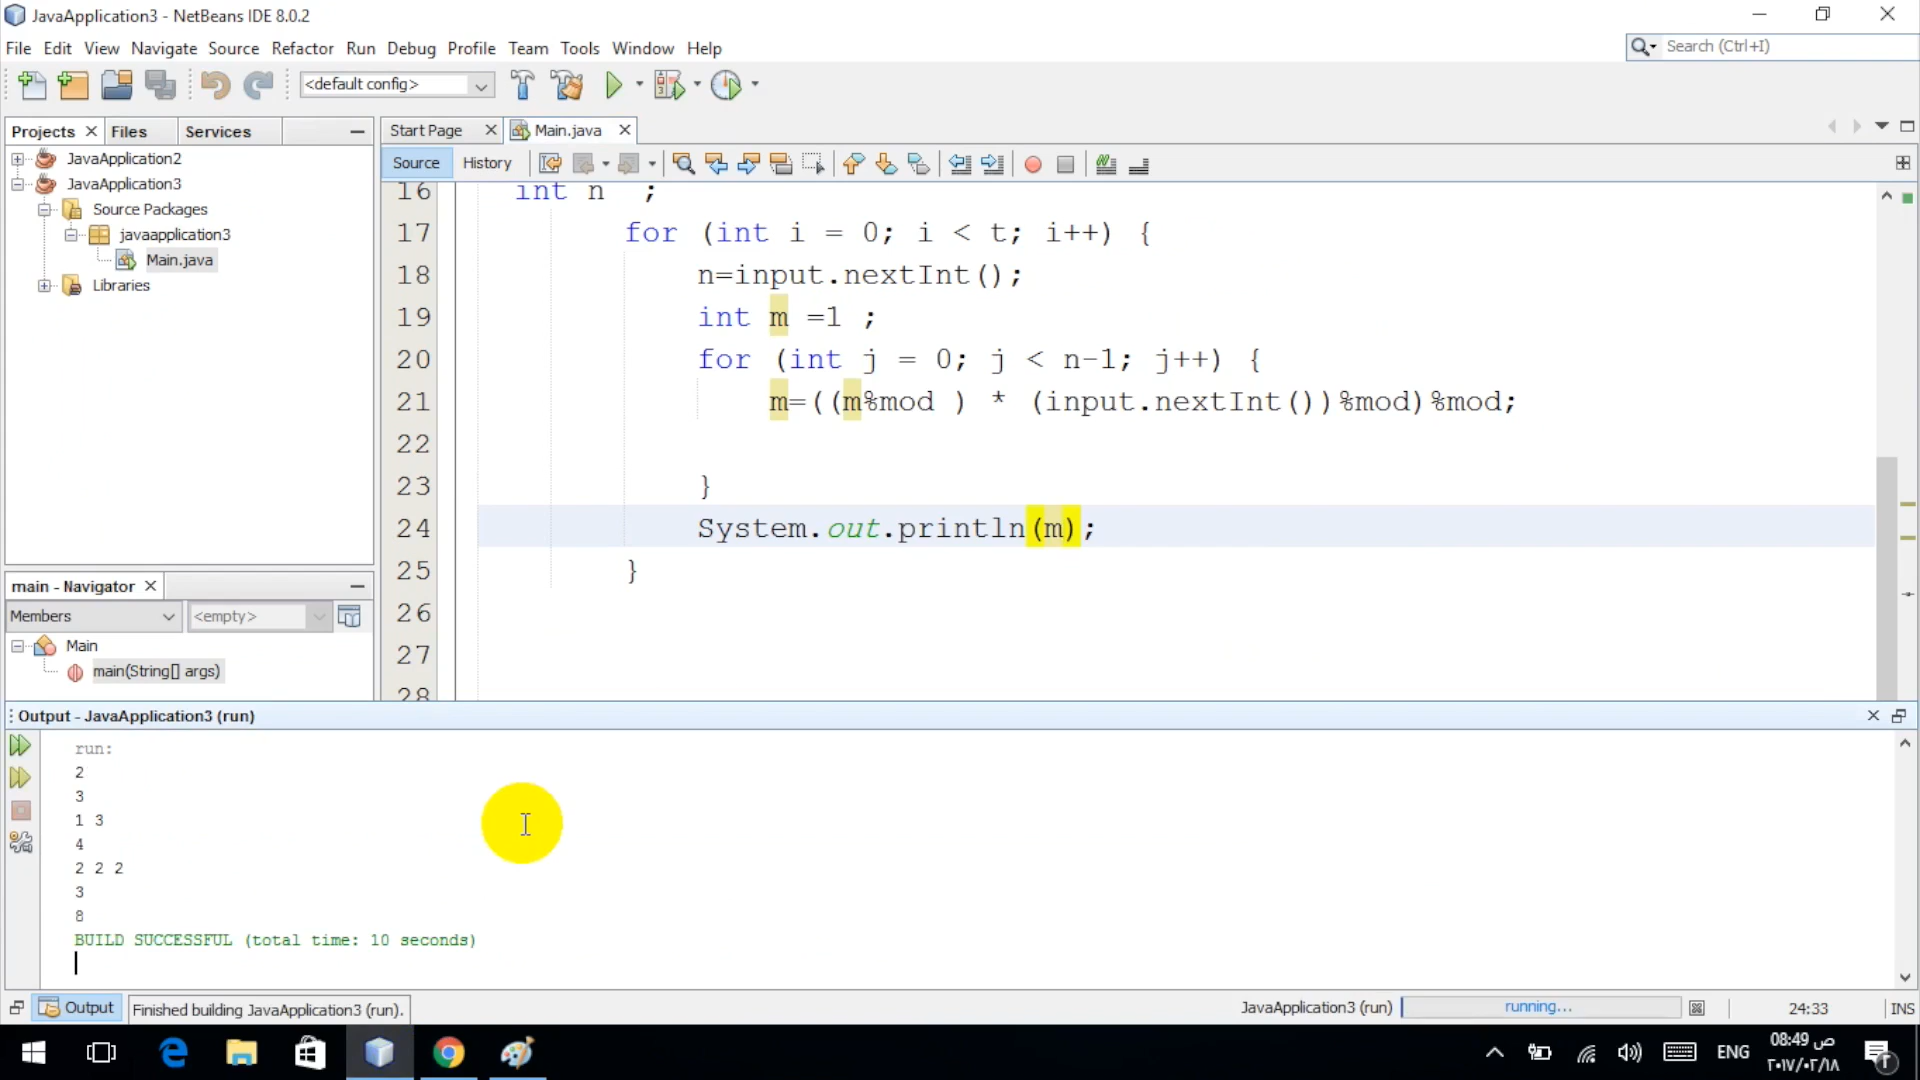 JavaApplication3 - NetBeans IDE 8.0.2
File Edit View Navigate Source Refactor Run Debug Profile Team Tools Window Help
Search (Ctrl+I)
<default config>
Projects Files Services
Start Page Main.java
JavaApplication2
JavaApplication3
Source Packages
javaapplication3
Main.java
Libraries
Source History
16 int n ;
17 for (int i = 0; i < t; i++) {
18 n=input.nextInt();
19 int m =1 ;
20 for (int j = 0; j < n-1; j++) {
21 m=((m%mod ) * (input.nextInt())%mod)%mod;
22
23 }
24 System.out.println(m);
25 }
26
27
28
main - Navigator
Members <empty>
Main
main(String[] args)
Output - JavaApplication3 (run)
run:
2
3
1 3
4
2 2 2
3
8
BUILD SUCCESSFUL (total time: 10 seconds)
Output Finished building JavaApplication3 (run). JavaApplication3 (run) running... 24:33 INS
ENG
08:49 ص
٢٠١٧/٠٢/١٨
٢